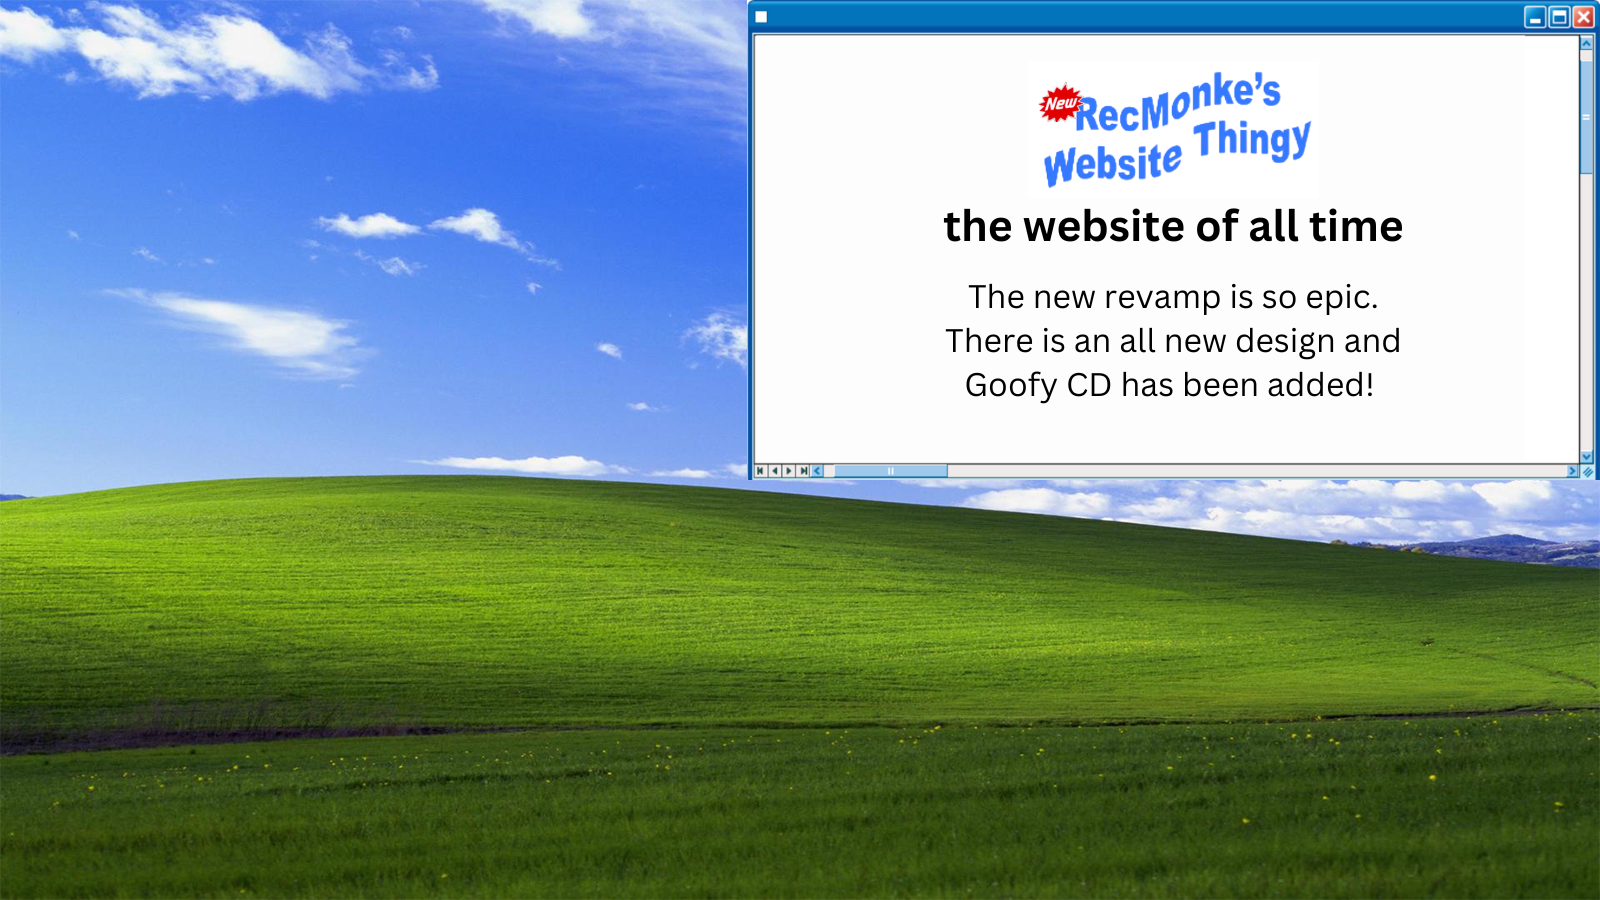 New
RecMonke's
Website Thingy
the website of all time
The new revamp is so epic.
There is an all new design and
Goofy CD has been added!